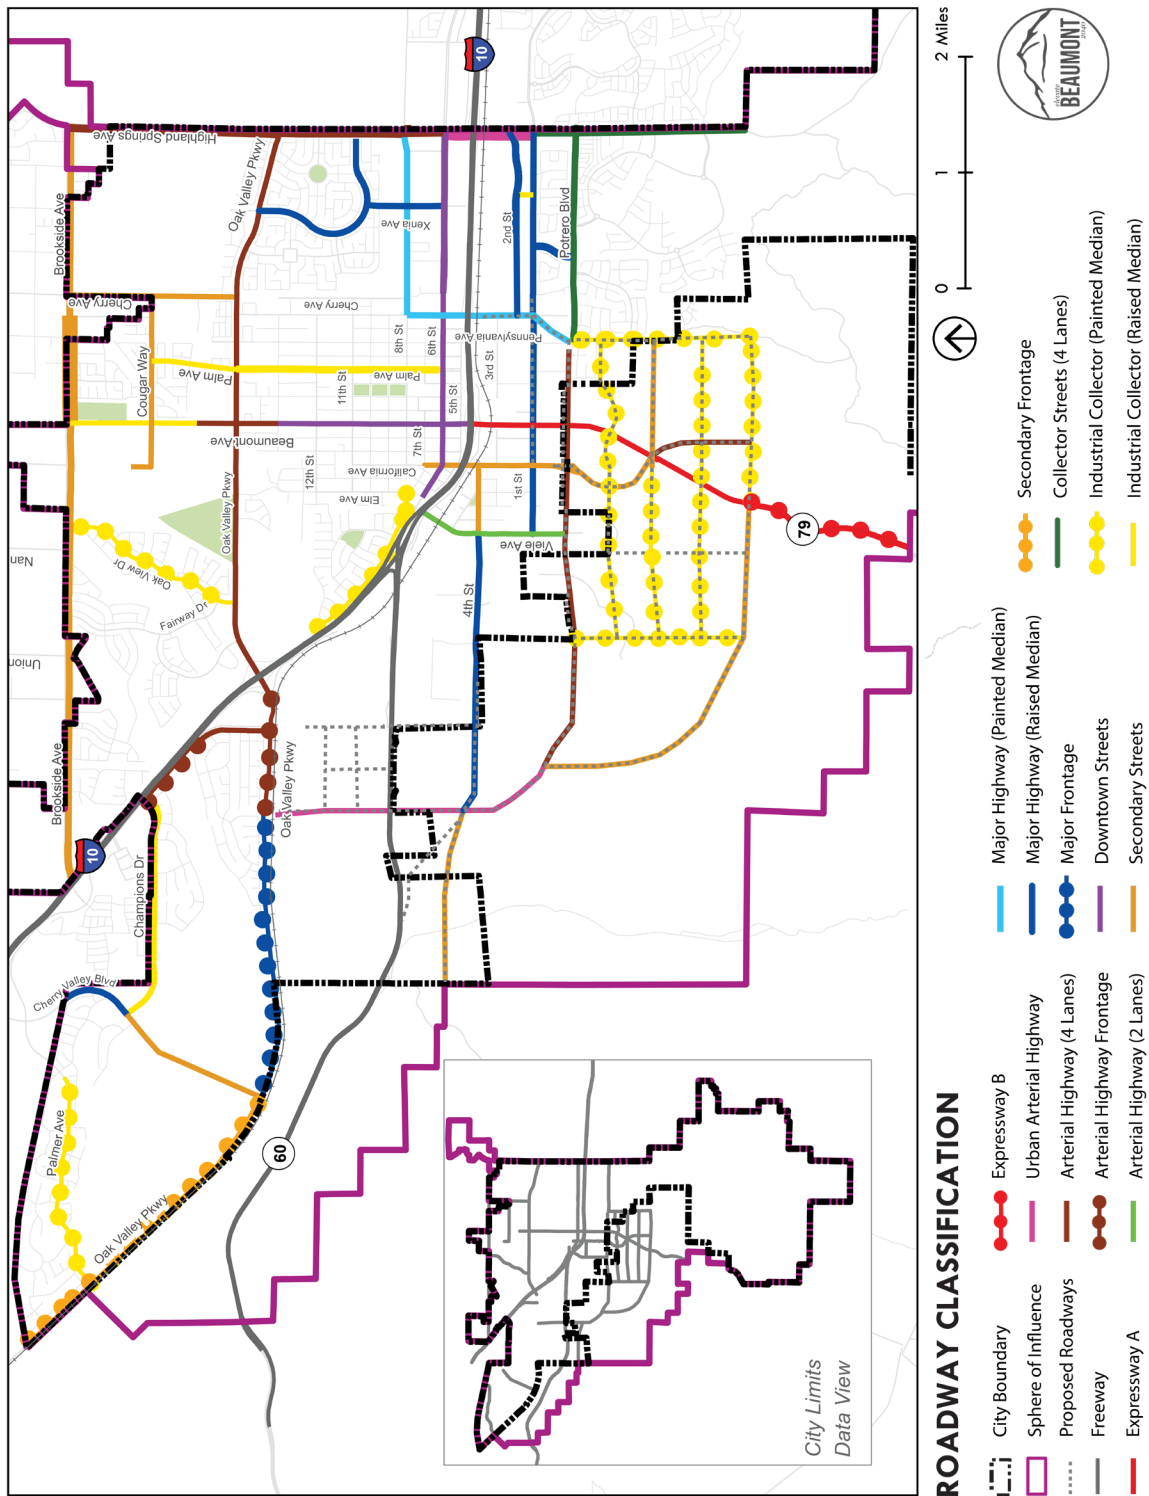 Brookside Ave
Highland Springs Ave
Oak Valley Pkwy
10
Xenia Ave
2nd St
Potrero Blvd
Cherry Ave
Cherry Ave
8th St
6th St
Pennsylvania Ave
3rd St
Cougar Way
Palm Ave
Palm Ave
11th St
5th St
7th St
Beaumont Ave
California Ave
12th St
Elm Ave
1st St
Oak Valley Pkwy
Viele Ave
79
Nan
Oak View Dr
Fairway Dr
4th St
Union
Brookside Ave
Oak Valley Pkwy
10
Champions Dr
Cherry Valley Blvd
Palmer Ave
Oak Valley Pkwy
60
City Limits
Data View
ROADWAY CLASSIFICATION
City Boundary
Sphere of Influence
Proposed Roadways
Freeway
Expressway A
Expressway B
Urban Arterial Highway
Arterial Highway (4 Lanes)
Arterial Highway Frontage
Arterial Highway (2 Lanes)
Major Highway (Painted Median)
Major Highway (Raised Median)
Major Frontage
Downtown Streets
Secondary Streets
Secondary Frontage
Collector Streets (4 Lanes)
Industrial Collector (Painted Median)
Industrial Collector (Raised Median)
0 1 2 Miles
elevate
BEAUMONT
2040